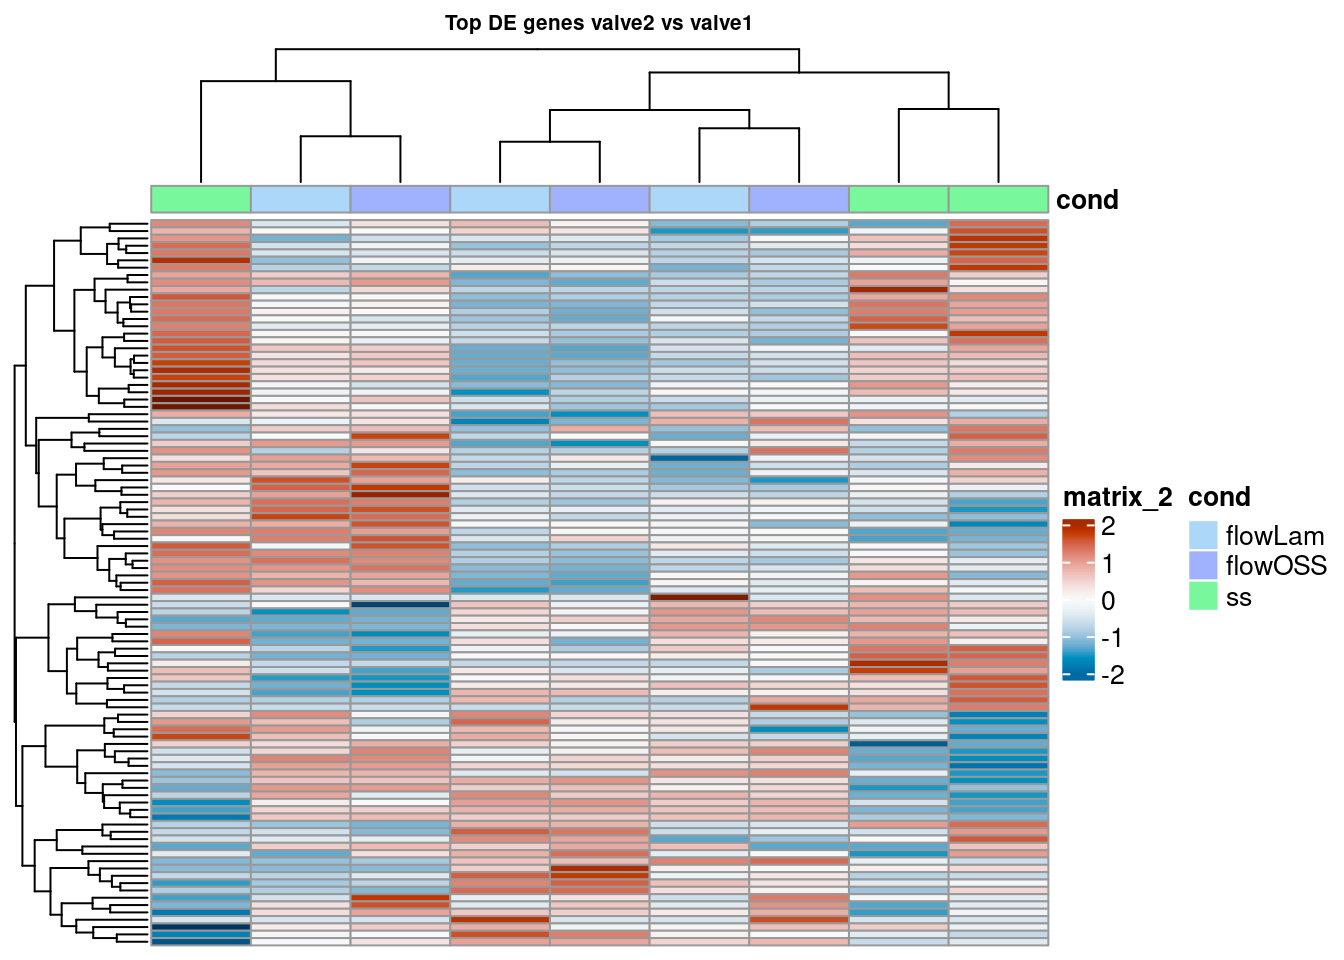 Top DE genes valve2 vs valve1
cond
matrix_2
2
1
0
-1
-2
cond
flowLam
flowOSS
ss